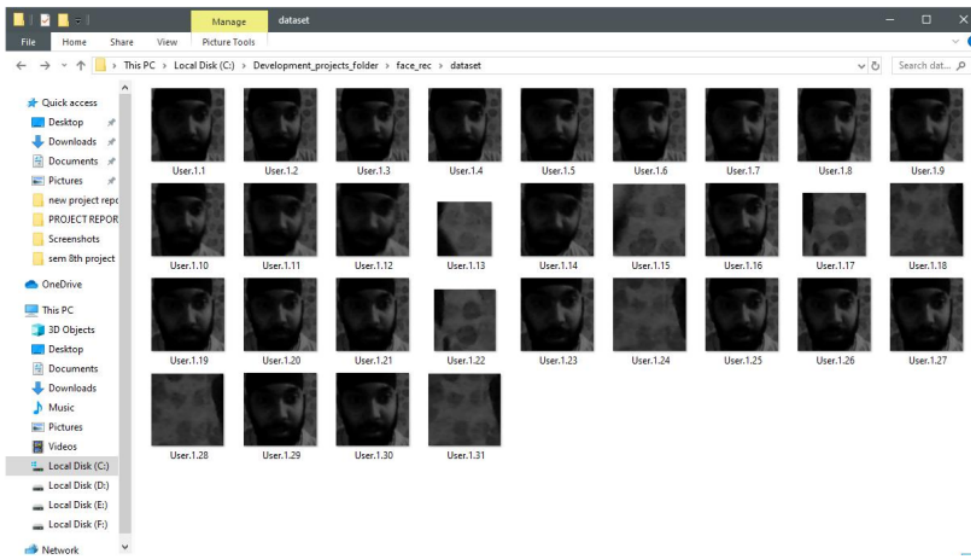 Manage dataset
File Home Share View Picture Tools
This PC > Local Disk (C:) > Development_projects_folder > face_rec > dataset
Search dat...
Quick access
Desktop
Downloads
Documents
Pictures
new project repc
PROJECT REPOR
Screenshots
sem 8th project
OneDrive
This PC
3D Objects
Desktop
Documents
Downloads
Music
Pictures
Videos
Local Disk (C:)
Local Disk (D:)
Local Disk (E:)
Local Disk (F:)
Network
User.1.1 User.1.2 User.1.3 User.1.4 User.1.5 User.1.6 User.1.7 User.1.8 User.1.9
User.1.10 User.1.11 User.1.12 User.1.13 User.1.14 User.1.15 User.1.16 User.1.17 User.1.18
User.1.19 User.1.20 User.1.21 User.1.22 User.1.23 User.1.24 User.1.25 User.1.26 User.1.27
User.1.28 User.1.29 User.1.30 User.1.31